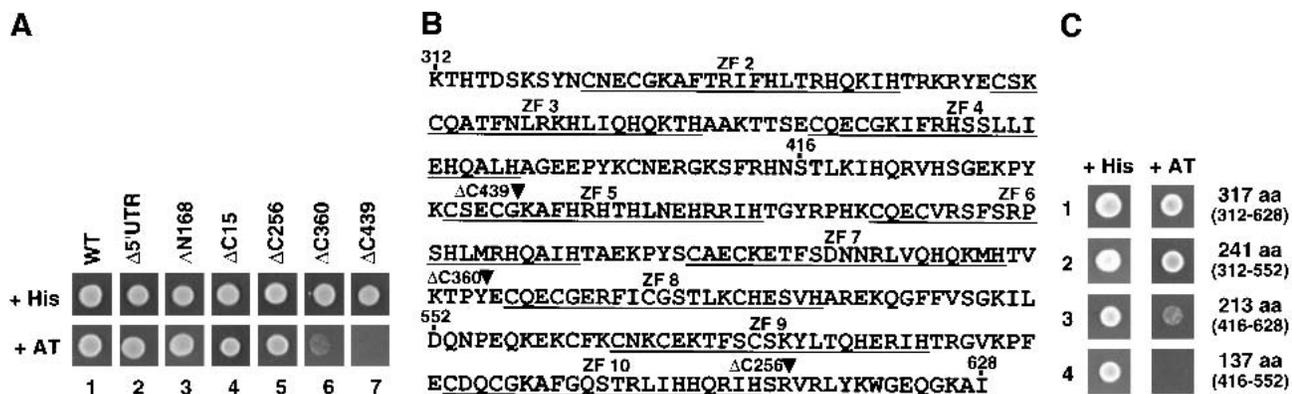 A
WT Δ5'UTR ΔN168 ΔC15 ΔC256 ΔC360 ΔC439
+ His
+ AT
1 2 3 4 5 6 7
B
312 ZF 2
KTHTDSKSYNCNECGKAFTRIFHLTRHQKIHTRKRYECSK
ZF 3 ZF 4
CQATFNLRKHLIQHQKTHAAKTTSECQECGKIFRHSSLLI
416
EHQALHAGEEPYKCNERGKSFRHNSTLKIHQRVHSGEKPY
ΔC439▼ ZF 5 ZF 6
KCSECGKAFHRHTHLNEHRRIHTGYRPHKCQECVRSFSRP
ZF 7
SHLMRHQAIHTAEKPYSCAECKETFSDNNRLVQHQKMHTV
ΔC360▼ ZF 8
KTPYECQECGERFICGSTLKCHESVHAREKQGFFVSGKIL
552 ZF 9
DQNPEQKEKCFKCNKCEKTFSCSKYLTQHERIHTRGVKPF
ZF 10 ΔC256▼ 628
ECDQCGKAFGQSTRLIHHQRIHSRVRLYKWGEQGKAI
C
+ His + AT
1 317 aa
(312-628)
2 241 aa
(312-552)
3 213 aa
(416-628)
4 137 aa
(416-552)